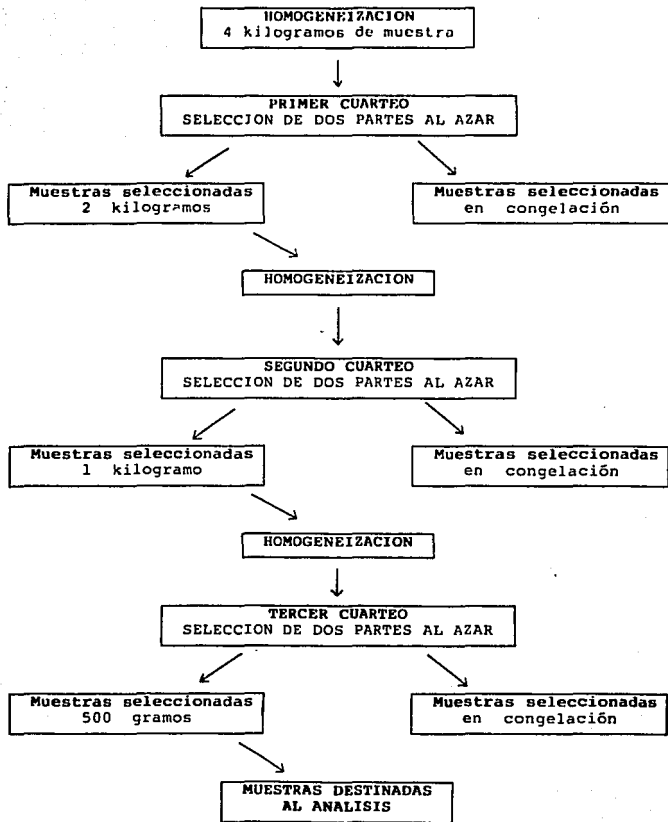 HOMOGENEIZACION
4 kilogramos de muestra
PRIMER CUARTEO
SELECCION DE DOS PARTES AL AZAR
Muestras seleccionadas
2 kilogramos
Muestras seleccionadas
en congelación
HOMOGENEIZACION
SEGUNDO CUARTEO
SELECCION DE DOS PARTES AL AZAR
Muestras seleccionadas
1 kilogramo
Muestras seleccionadas
en congelación
HOMOGENEIZACION
TERCER CUARTEO
SELECCION DE DOS PARTES AL AZAR
Muestras seleccionadas
500 gramos
Muestras seleccionadas
en congelación
MUESTRAS DESTINADAS
AL ANALISIS